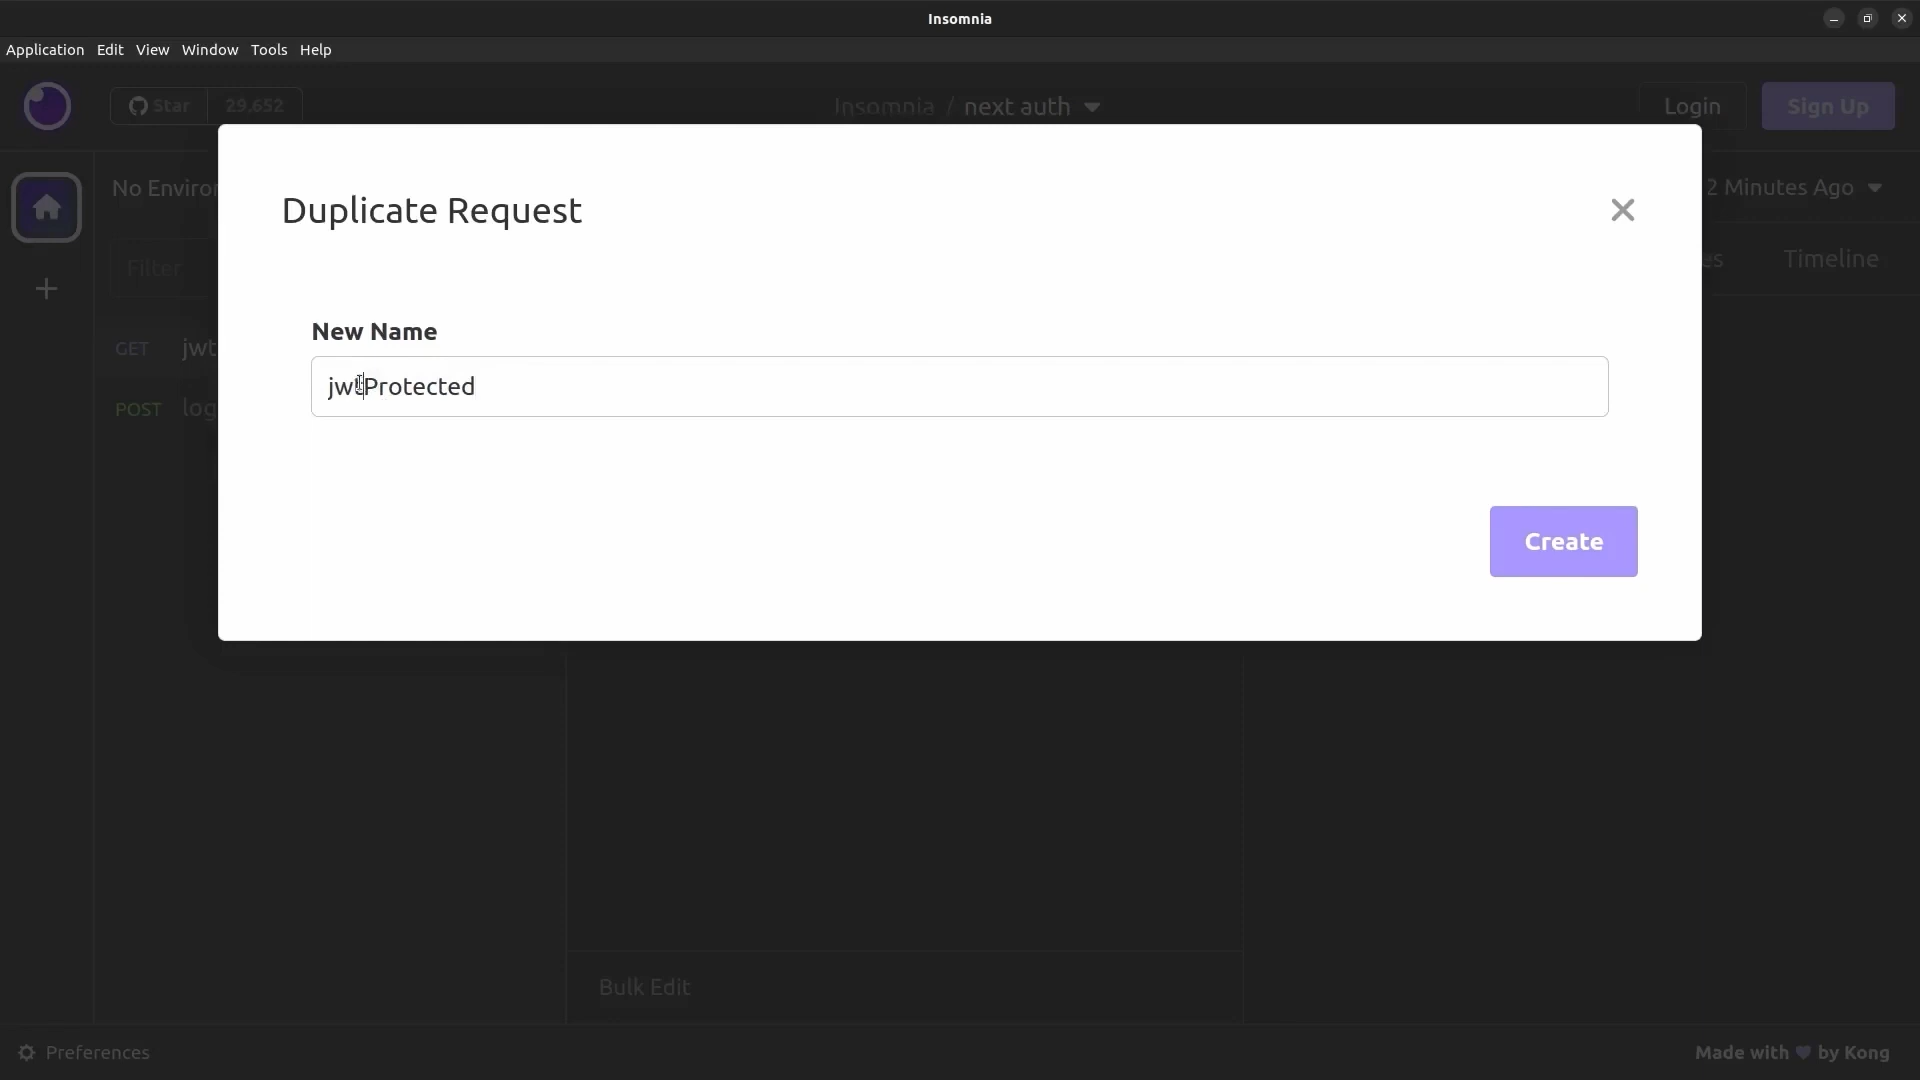 Insomnia
Application Edit View Window Tools Help
Star 29,652
Insomnia / next auth
Login Sign Up
No Environ
2 Minutes Ago
Duplicate Request
Filter
es Timeline
New Name
GET jwt
jwtProtected
POST log
Create
Bulk Edit
Preferences
Made with ♥ by Kong